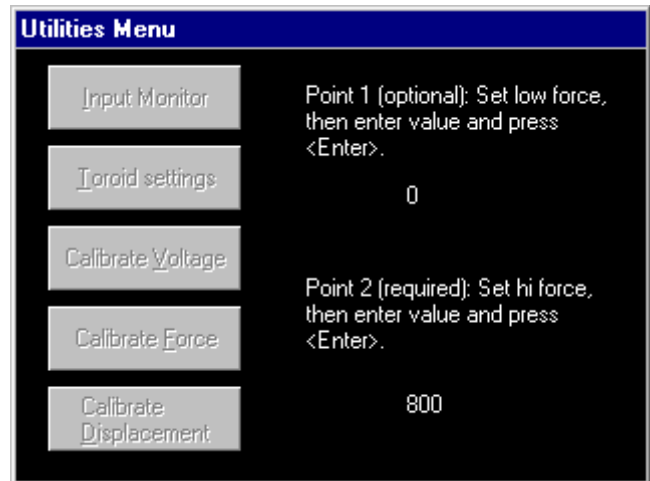 Utilities Menu
Input Monitor
Toroid settings
Calibrate Voltage
Calibrate Force
Calibrate
Displacement
Point 1 (optional): Set low force,
then enter value and press
<Enter>.
0
Point 2 (required): Set hi force,
then enter value and press
<Enter>.
800